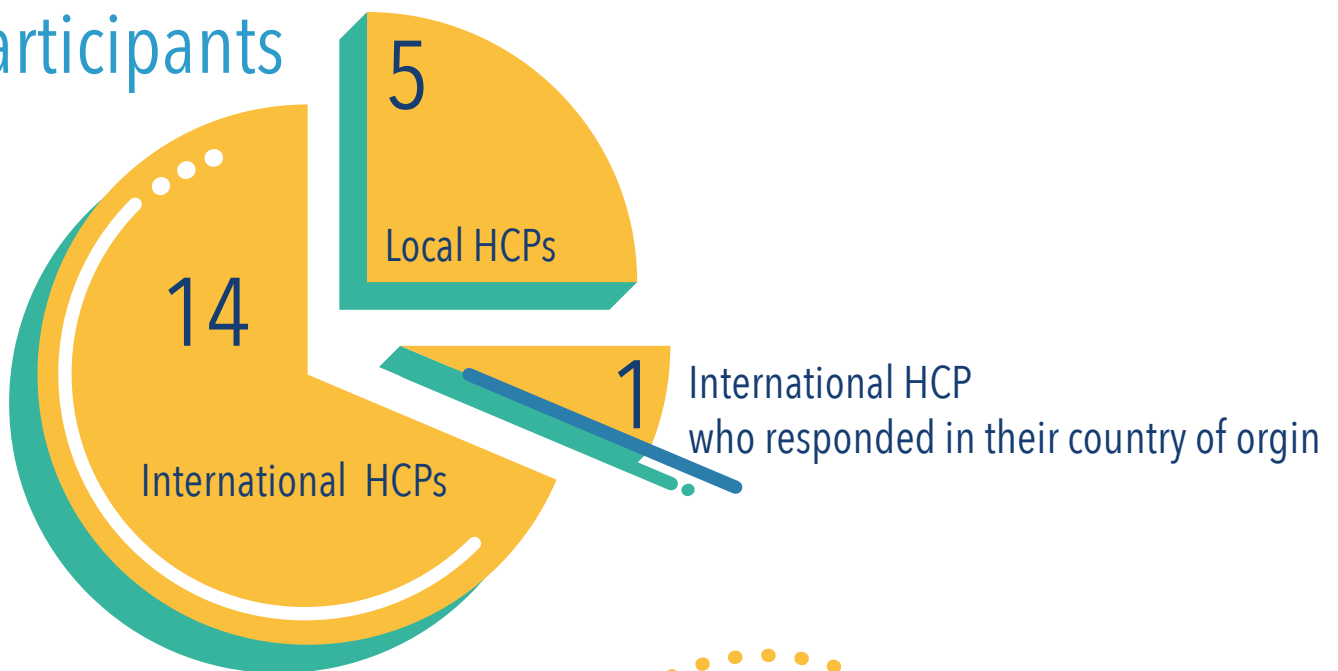 articipants
5
Local HCPs
14
International HCPs
1
International HCP
who responded in their country of orgin